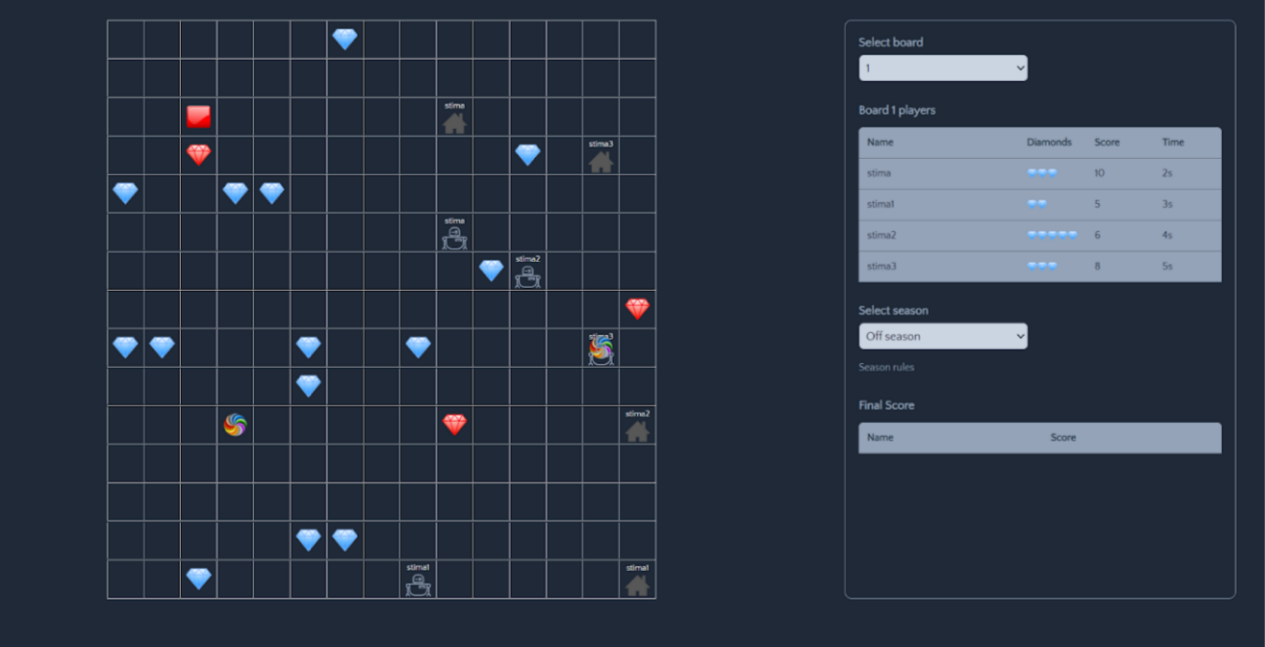 stima
stima3
stima
stima2
stima3
stima2
stima1
stima1
Select board
1
Board 1 players
Name Diamonds Score Time
stima 10 2s
stima1 5 3s
stima2 6 4s
stima3 8 5s
Select season
Off season
Season rules
Final Score
Name Score